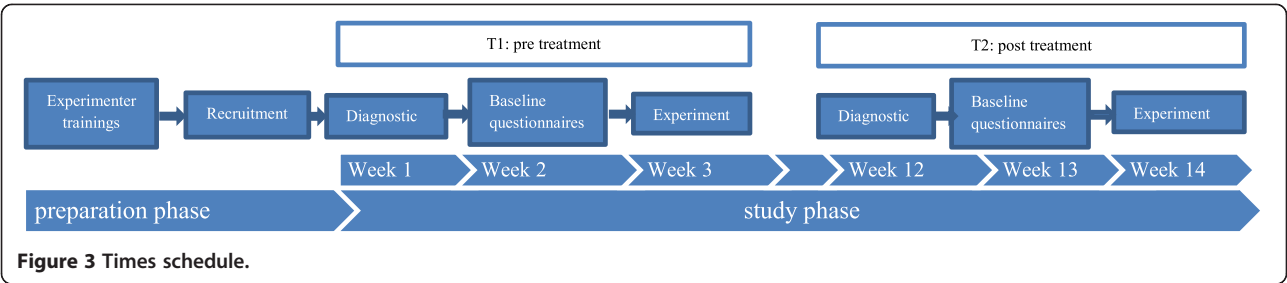 T1: pre treatment
T2: post treatment
Experimenter
trainings
Recruitment
Diagnostic
Baseline
questionnaires
Experiment
Diagnostic
Baseline
questionnaires
Experiment
Week 1
Week 2
Week 3
Week 12
Week 13
Week 14
preparation phase
study phase
Figure 3 Times schedule.